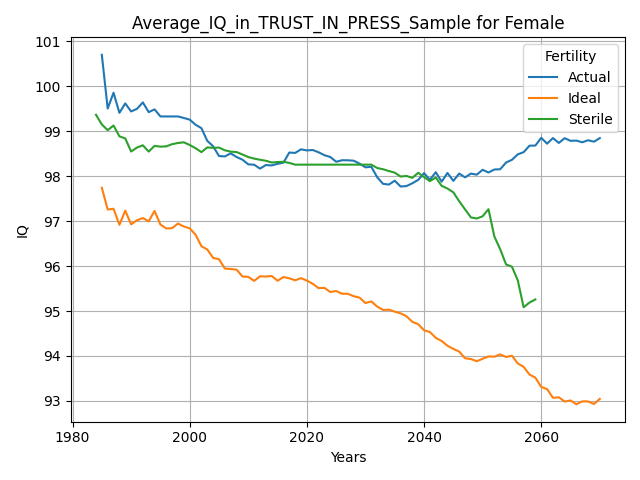 Average_IQ_in_TRUST_IN_PRESS_Sample for Female
101
100
99
98
97
96
95
94
93
IQ
1980
2000
2020
2040
2060
Years
Fertility
Actual
Ideal
Sterile